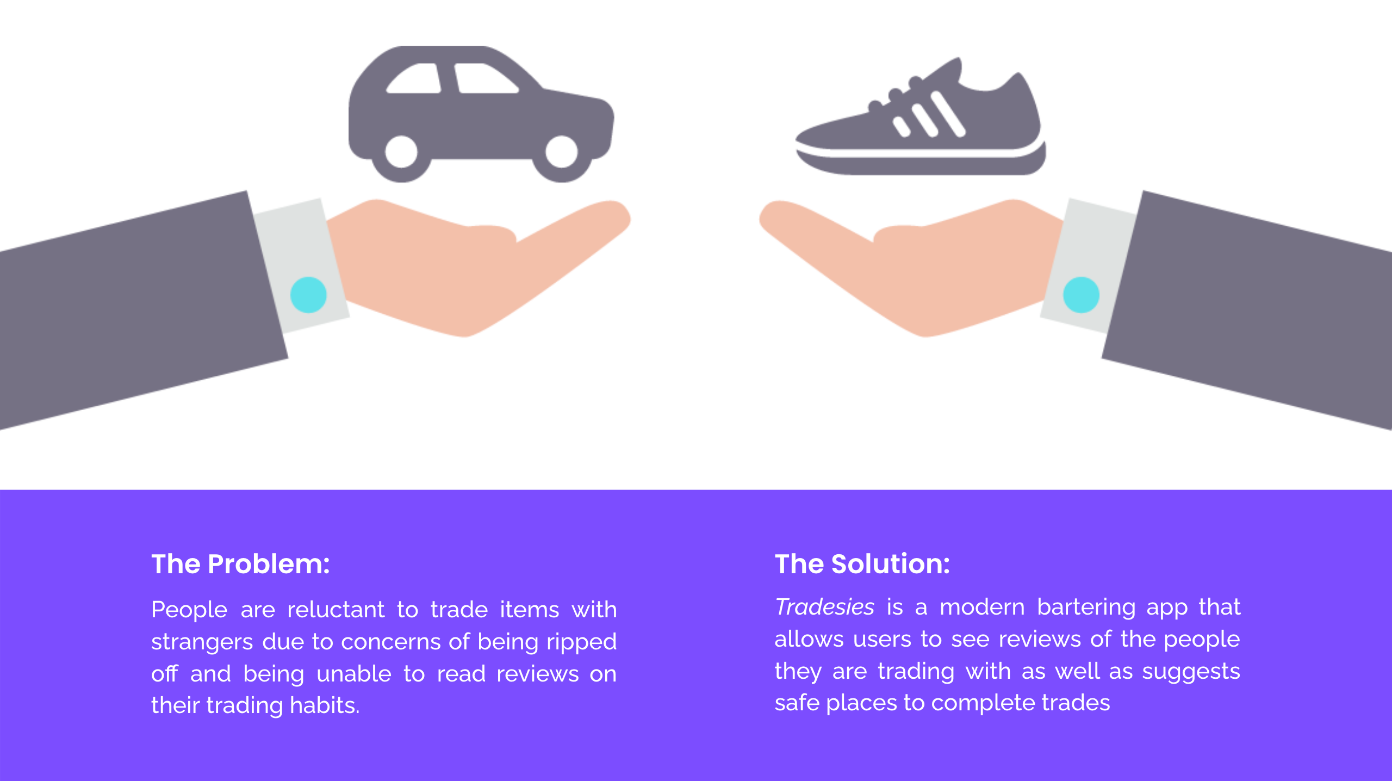 The Problem:
People are reluctant to trade items with
strangers due to concerns of being ripped
off and being unable to read reviews on
their trading habits.
The Solution:
Tradesies is a modern bartering app that
allows users to see reviews of the people
they are trading with as well as suggests
safe places to complete trades